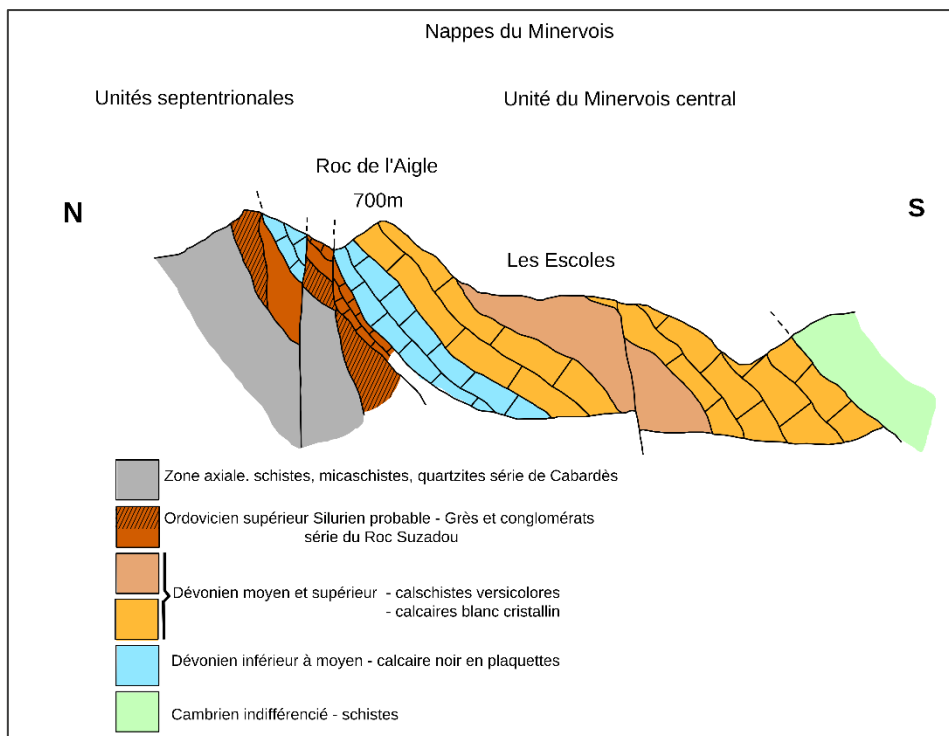 Nappes du Minervois
Unités septentrionales
Unité du Minervois central
Roc de l'Aigle
700m
N
S
Les Escoles
Zone axiale. schistes, micaschistes, quartzites série de Cabardès
Ordovicien supérieur Silurien probable - Grès et conglomérats
série du Roc Suzadou
Dévonien moyen et supérieur - calschistes versicolores
- calcaires blanc cristallin
Dévonien inférieur à moyen - calcaire noir en plaquettes
Cambrien indifférencié - schistes